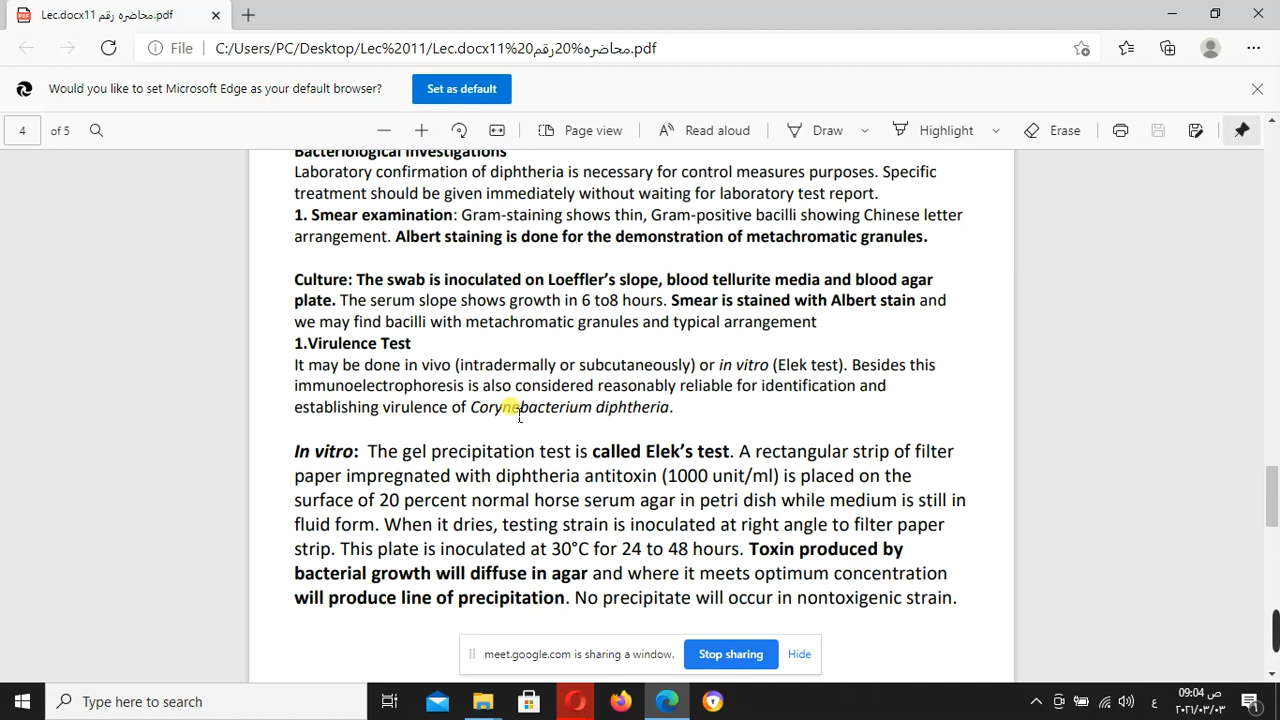 Lec.docx11 محاضره رقم.pdf
File
C:/Users/PC/Desktop/Lec%2011/Lec.docx11%20محاضره%20رقم.pdf
Would you like to set Microsoft Edge as your default browser?
Set as default
4
of 5
Page view
Read aloud
Draw
Highlight
Erase
Bacteriological Investigations
Laboratory confirmation of diphtheria is necessary for control measures purposes. Specific
treatment should be given immediately without waiting for laboratory test report.
1. Smear examination: Gram-staining shows thin, Gram-positive bacilli showing Chinese letter
arrangement. Albert staining is done for the demonstration of metachromatic granules.
Culture: The swab is inoculated on Loeffler's slope, blood tellurite media and blood agar
plate. The serum slope shows growth in 6 to8 hours. Smear is stained with Albert stain and
we may find bacilli with metachromatic granules and typical arrangement
1.Virulence Test
It may be done in vivo (intradermally or subcutaneously) or in vitro (Elek test). Besides this
immunoelectrophoresis is also considered reasonably reliable for identification and
establishing virulence of Corynebacterium diphtheria.
In vitro: The gel precipitation test is called Elek's test. A rectangular strip of filter
paper impregnated with diphtheria antitoxin (1000 unit/ml) is placed on the
surface of 20 percent normal horse serum agar in petri dish while medium is still in
fluid form. When it dries, testing strain is inoculated at right angle to filter paper
strip. This plate is inoculated at 30°C for 24 to 48 hours. Toxin produced by
bacterial growth will diffuse in agar and where it meets optimum concentration
will produce line of precipitation. No precipitate will occur in nontoxigenic strain.
meet.google.com is sharing a window.
Stop sharing
Hide
Type here to search
ع
09:04 ص
٢٠٢١/٠٣/٠٣
1